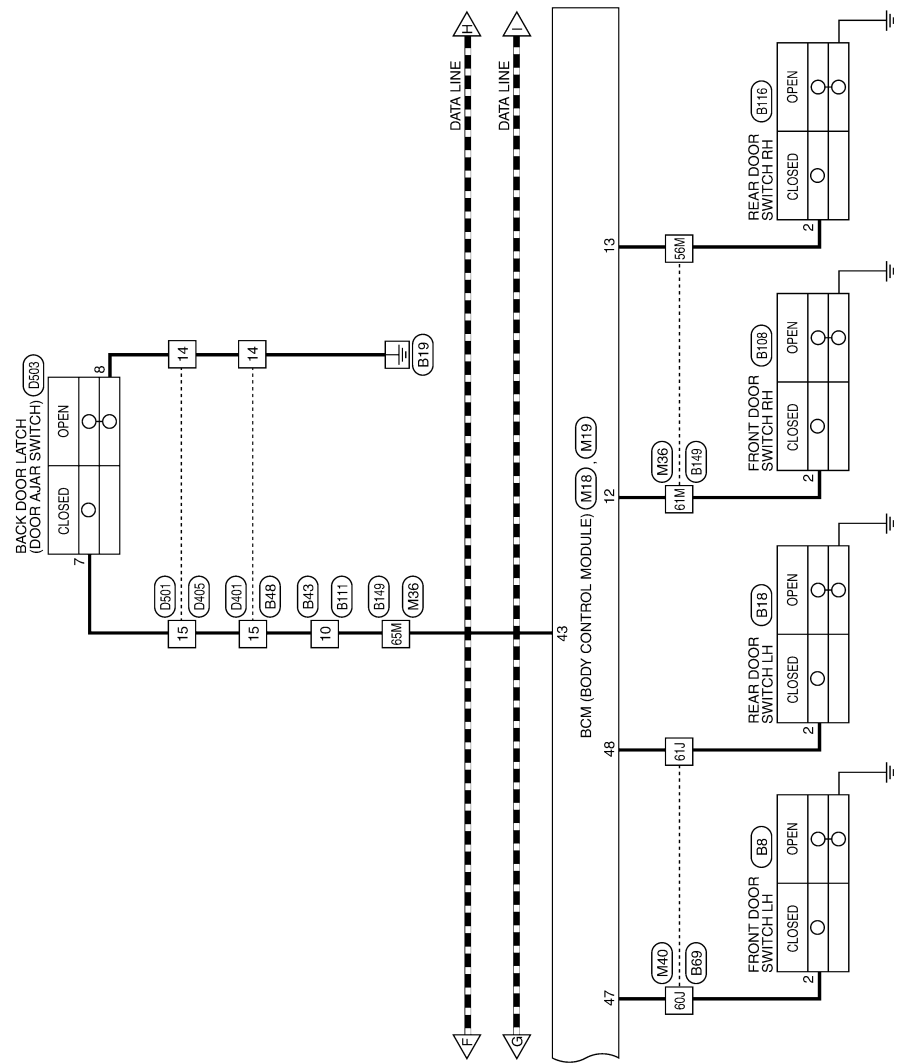 BACK DOOR LATCH
(DOOR AJAR SWITCH)
D503
CLOSED
OPEN
7
8
D501
D405
15
14
D401
B48
15
14
B43
B111
10
B149
M36
65M
B19
F
DATA LINE
H
G
DATA LINE
I
43
BCM (BODY CONTROL MODULE)
M18
,
M19
47
48
12
13
M40
B69
60J
61J
M36
B149
61M
56M
FRONT DOOR
SWITCH LH
B8
CLOSED
OPEN
2
REAR DOOR
SWITCH LH
B18
CLOSED
OPEN
2
FRONT DOOR
SWITCH RH
B108
CLOSED
OPEN
2
REAR DOOR
SWITCH RH
B116
CLOSED
OPEN
2